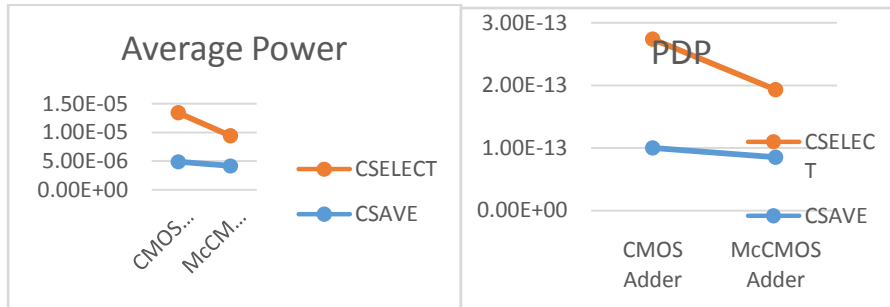 Average Power
1.50E-05
1.00E-05
5.00E-06
0.00E+00
CMOS...
McCM...
CSELECT
CSAVE
PDP
3.00E-13
2.00E-13
1.00E-13
0.00E+00
CMOS
Adder
McCMOS
Adder
CSELEC
T
CSAVE